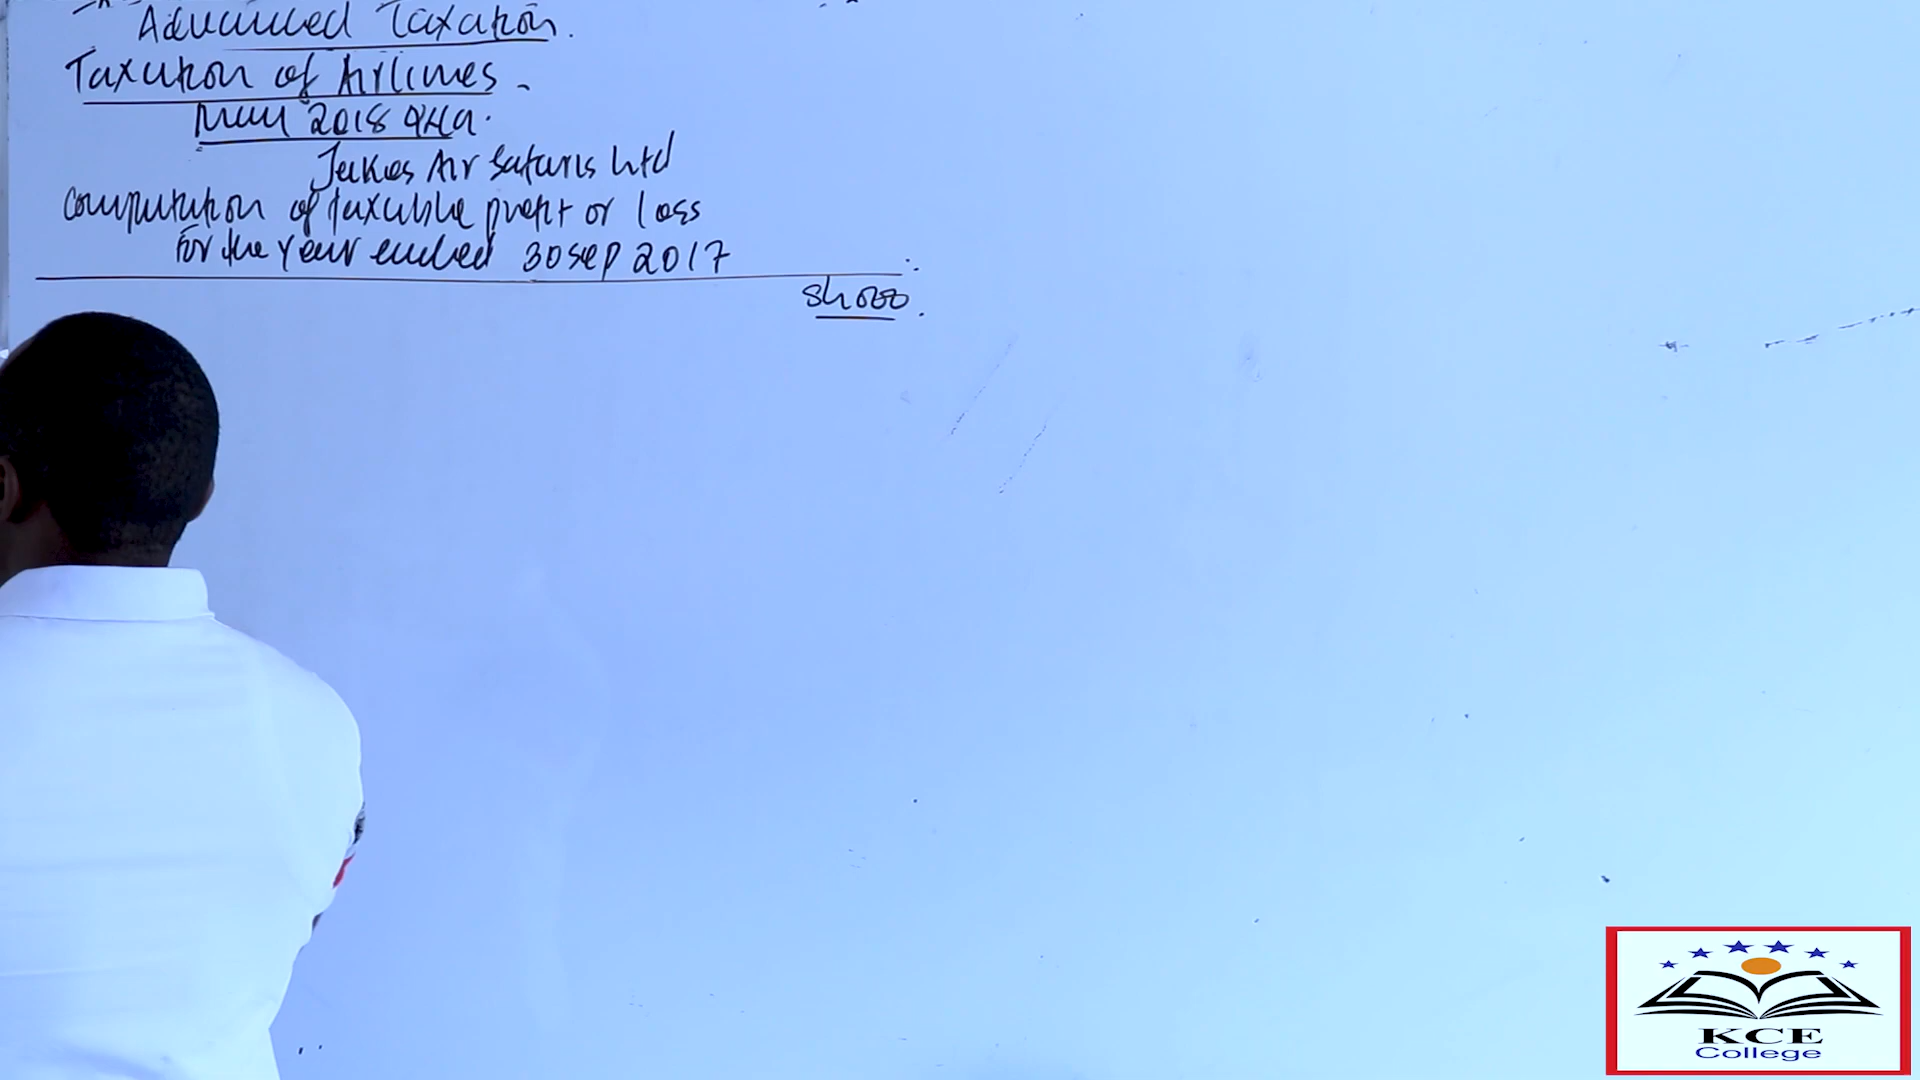 Advanced Taxation.
Taxation of Airlines.
May 2018 Q4a.
Jakes Air Safaris Ltd
Computation of taxable profit or loss
For the Year ended 30 Sep 2017
Sh 000.
KCE
College